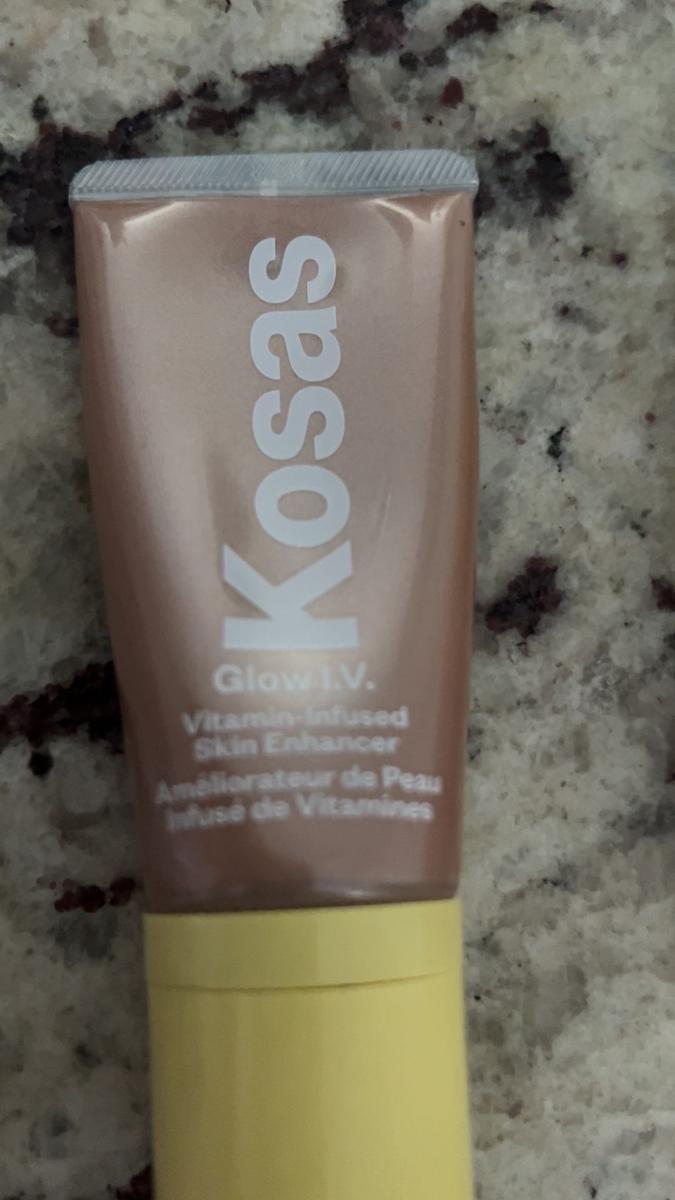 Kosas
Glow I.V.
Vitamin-Infused
Skin Enhancer
Améliorateur de Peau
Infusé de Vitamines